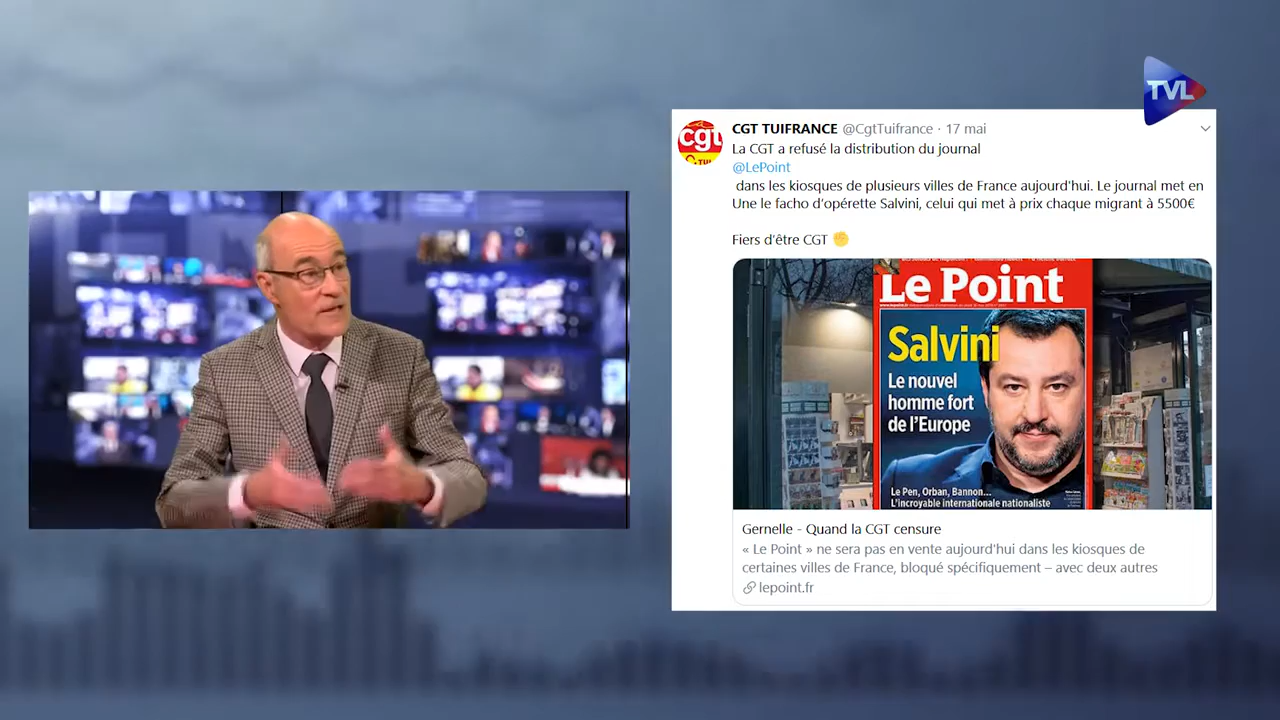 TVL
CGT TUIFRANCE @CgtTuifrance · 17 mai
La CGT a refusé la distribution du journal
@LePoint
dans les kiosques de plusieurs villes de France aujourd'hui. Le journal met en
Une le facho d’opérette Salvini, celui qui met à prix chaque migrant à 5500€
Fiers d’être CGT ✊
cgt
Le Point
Salvini
Le nouvel
homme fort
de l’Europe
Le Pen, Orban, Bannon...
L’incroyable internationale nationaliste
Gernelle - Quand la CGT censure
« Le Point » ne sera pas en vente aujourd'hui dans les kiosques de
certaines villes de France, bloqué spécifiquement – avec deux autres
lepoint.fr